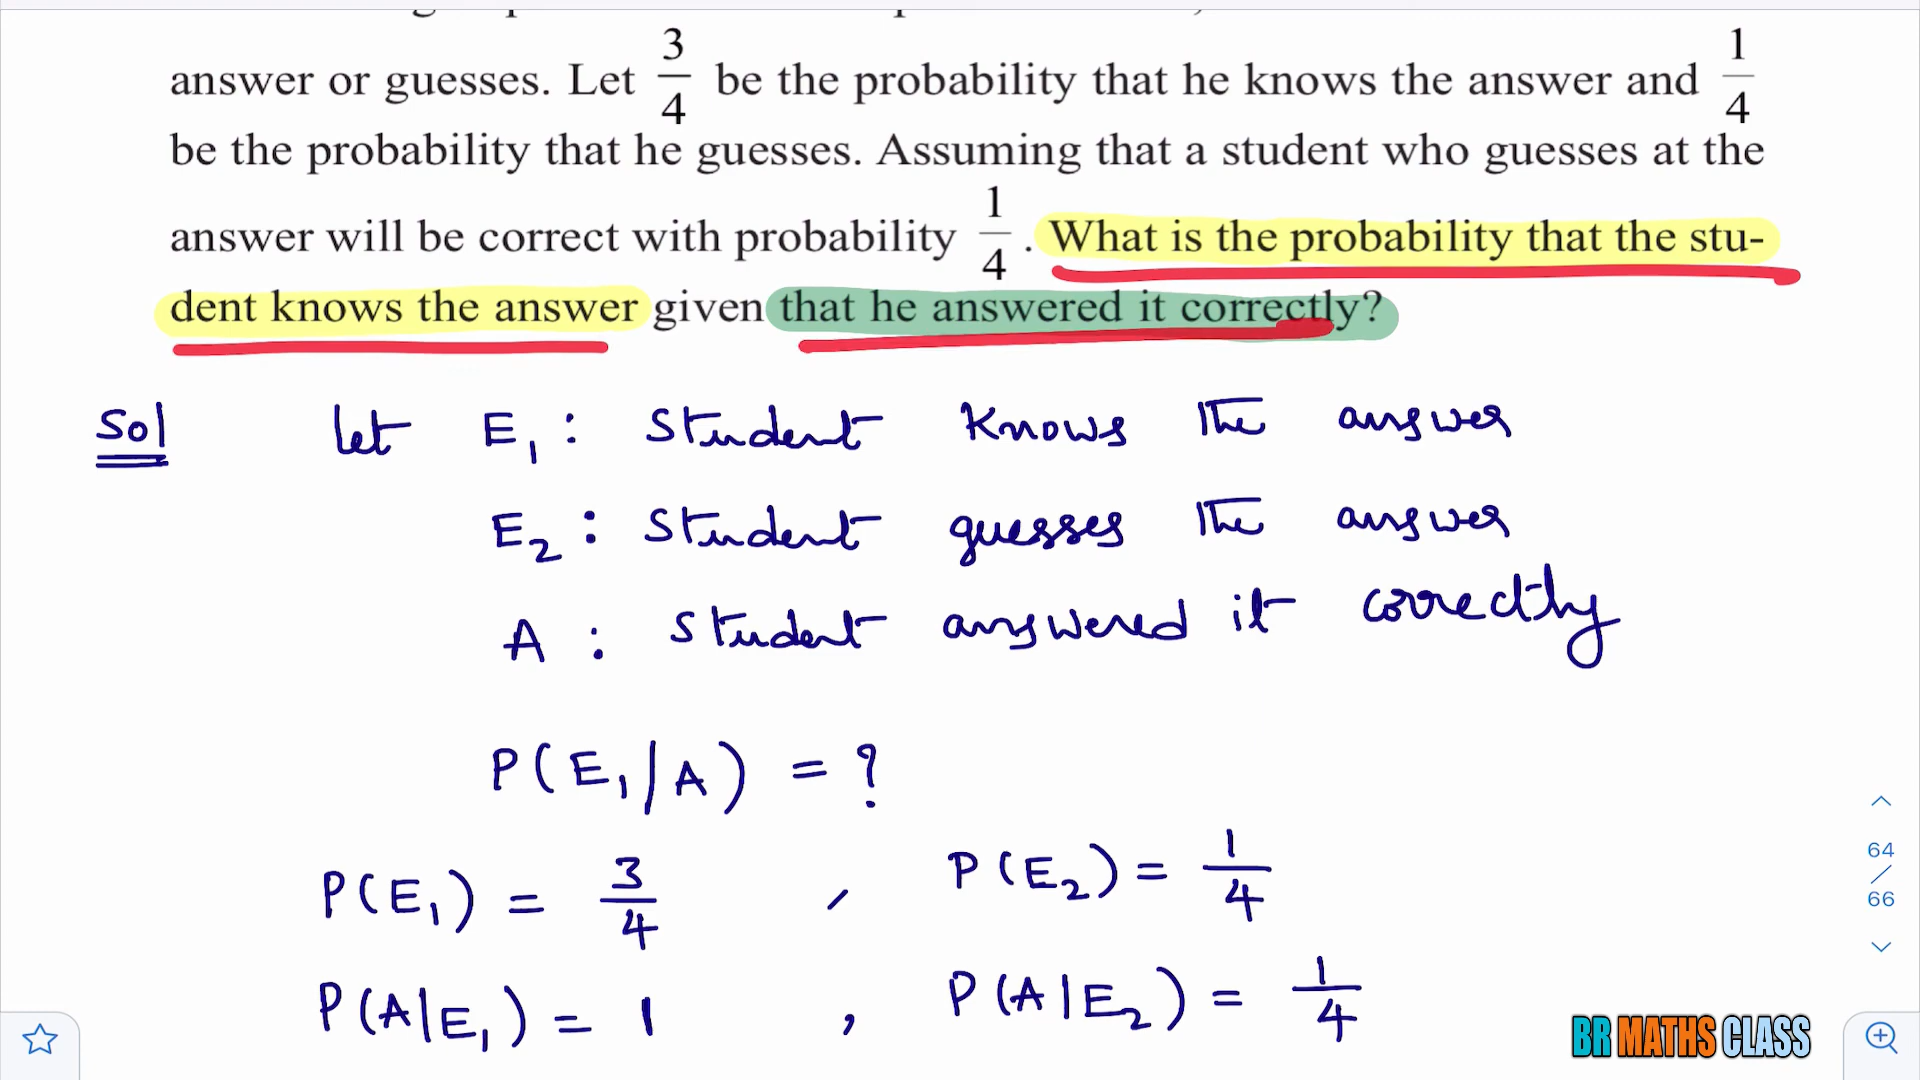 answer or guesses. Let 3/4 be the probability that he knows the answer and 1/4
be the probability that he guesses. Assuming that a student who guesses at the
answer will be correct with probability 1/4 . What is the probability that the stu-
dent knows the answer given that he answered it correctly?
Sol let E₁ : Student Knows The answer
E₂ : Student guesses The answer
A : Student answered it correctly
P(E₁/A) = ?
P(E₁) = 3/4 , P(E₂) = 1/4
P(A|E₁) = 1 , P(A|E₂) = 1/4
64
/
66
BR MATHS CLASS